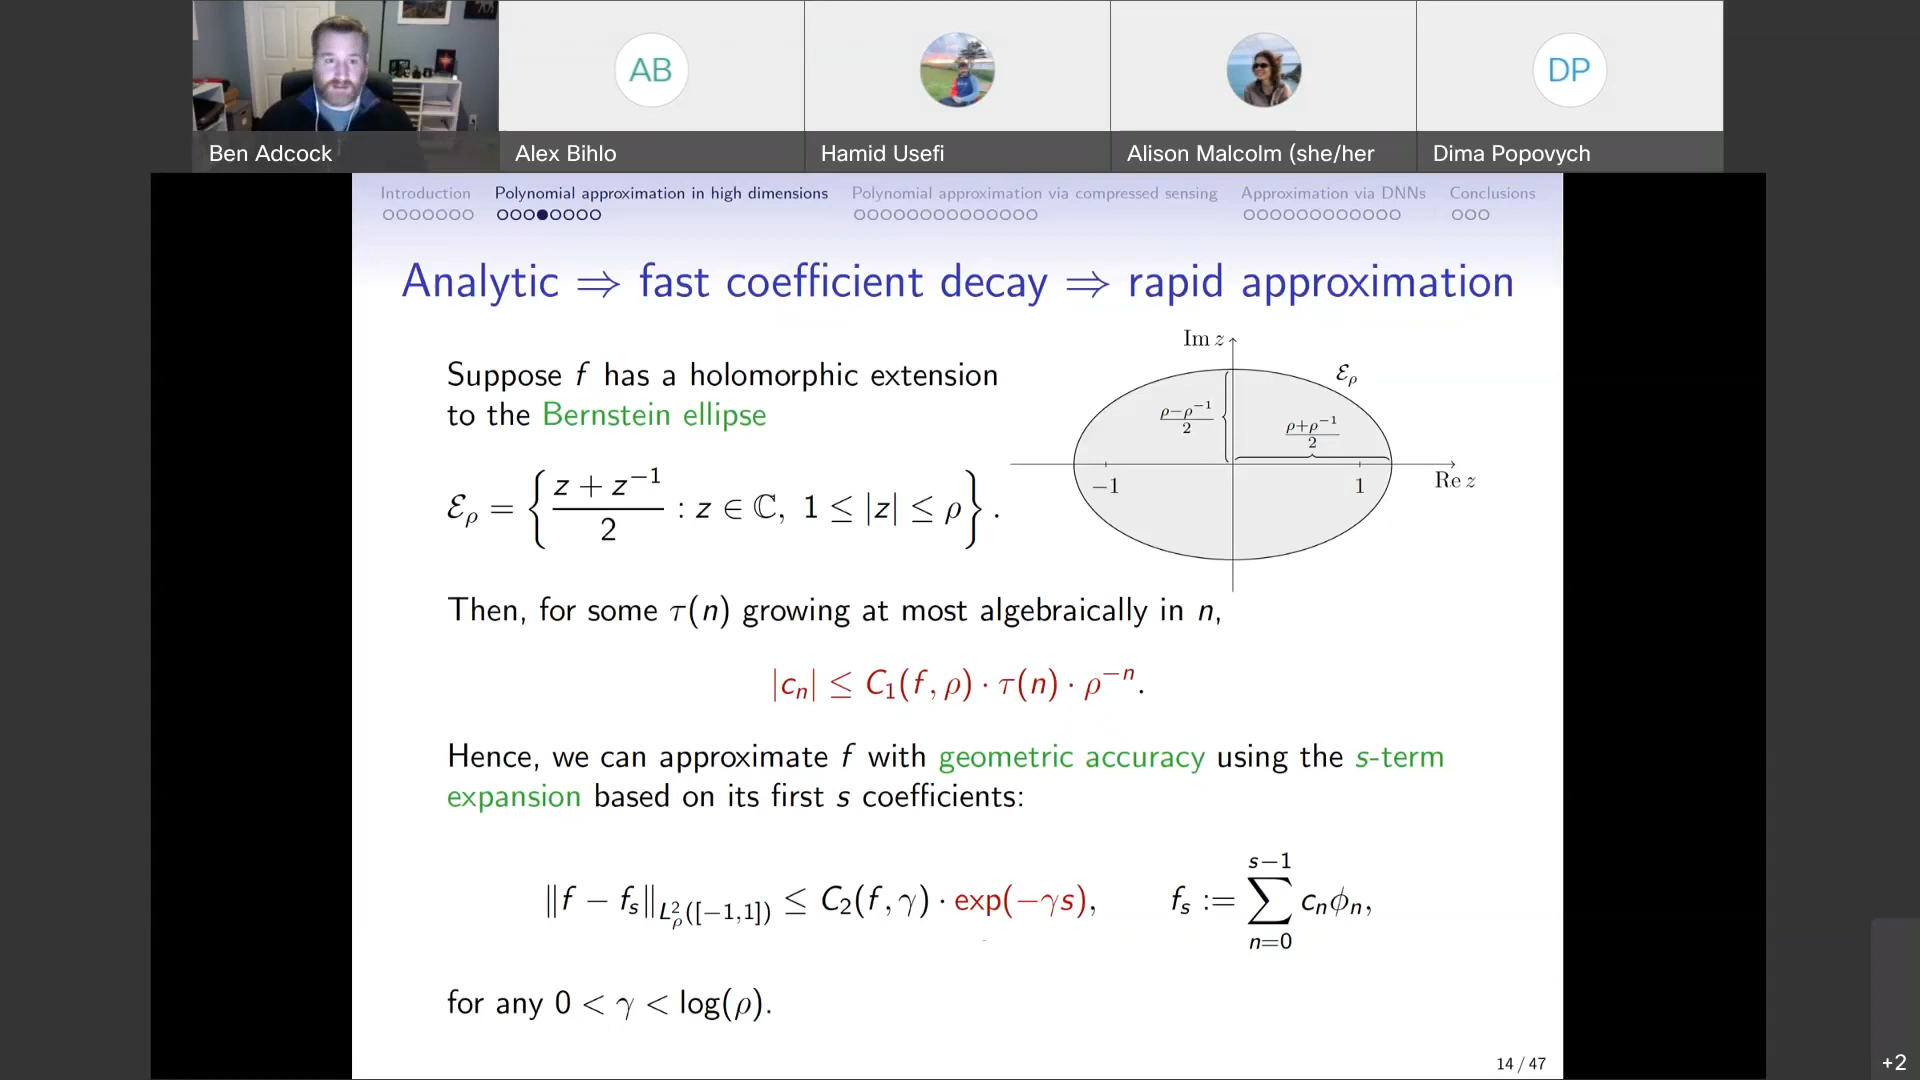 AB
DP
Ben Adcock
Alex Bihlo
Hamid Usefi
Alison Malcolm (she/her
Dima Popovych
Introduction
Polynomial approximation in high dimensions
Polynomial approximation via compressed sensing
Approximation via DNNs
Conclusions
Analytic ⇒ fast coefficient decay ⇒ rapid approximation
Suppose f has a holomorphic extension
to the Bernstein ellipse
ℰ_ρ = { (z + z⁻¹)/2 : z ∈ ℂ, 1 ≤ |z| ≤ ρ } .
Im z
ℰ_ρ
(ρ−ρ⁻¹)/2
(ρ+ρ⁻¹)/2
−1
1
Re z
Then, for some τ(n) growing at most algebraically in n,
|c_n| ≤ C₁(f, ρ) · τ(n) · ρ⁻ⁿ.
Hence, we can approximate f with geometric accuracy using the s-term
expansion based on its first s coefficients:
‖f − f_s‖_{L²_ρ([−1,1])} ≤ C₂(f, γ) · exp(−γs), f_s := ∑_{n=0}^{s−1} c_n ϕ_n,
for any 0 < γ < log(ρ).
14 / 47
+2